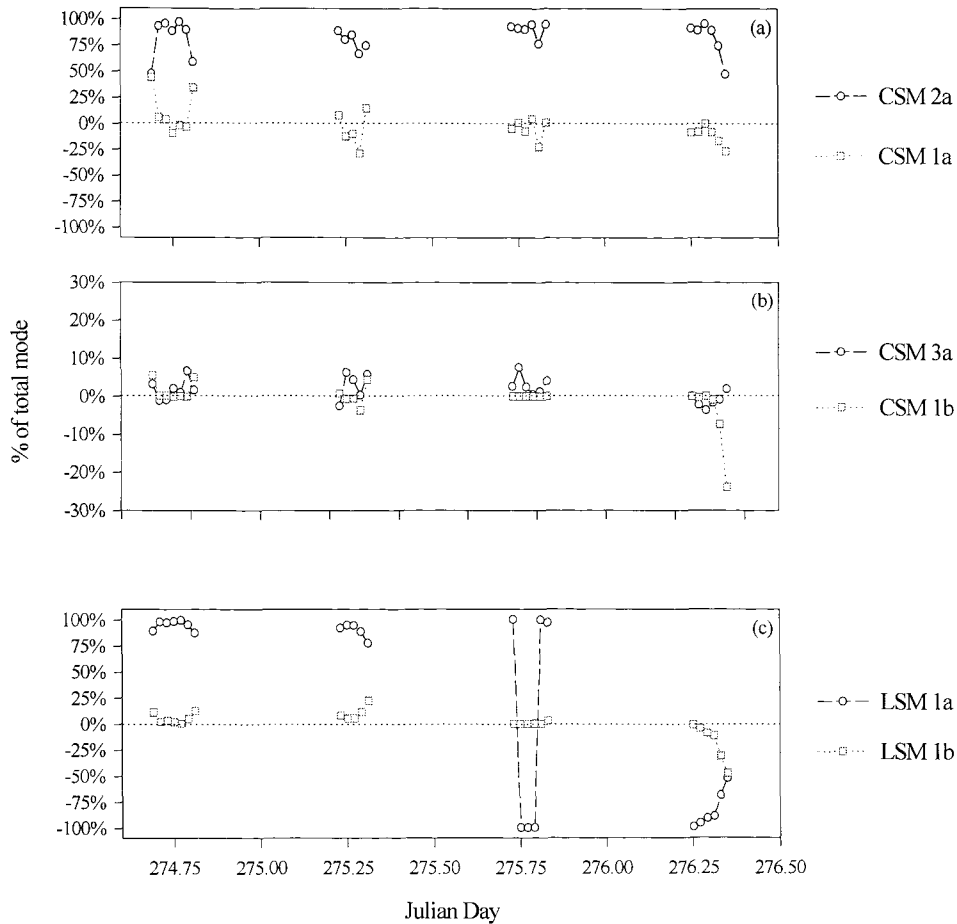 100%
75%
50%
25%
0%
-25%
-50%
-75%
-100%
(a)
CSM 2a
CSM 1a
% of total mode
30%
20%
10%
0%
-10%
-20%
-30%
(b)
CSM 3a
CSM 1b
100%
75%
50%
25%
0%
-25%
-50%
-75%
-100%
(c)
LSM 1a
LSM 1b
274.75 275.00 275.25 275.50 275.75 276.00 276.25 276.50
Julian Day